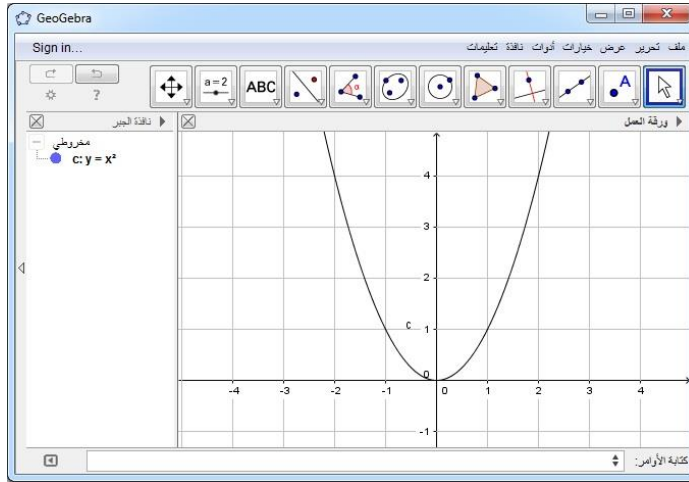 GeoGebra
Sign in...
ملف تحرير عرض خيارات أدوات نافذة تعليمات
?
a = 2
ABC
α
A
نافذة الجبر
ورقة العمل
مخروطي
c: y = x²
4
3
2
c 1
0
-4 -3 -2 -1 0 1 2 3 4
-1
كتابة الأوامر: